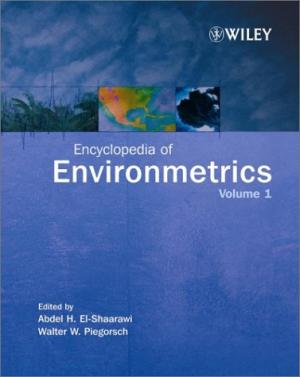 WILEY
Encyclopedia of
Environmetrics
Volume 1
Edited by
Abdel H. El-Shaarawi
Walter W. Piegorsch